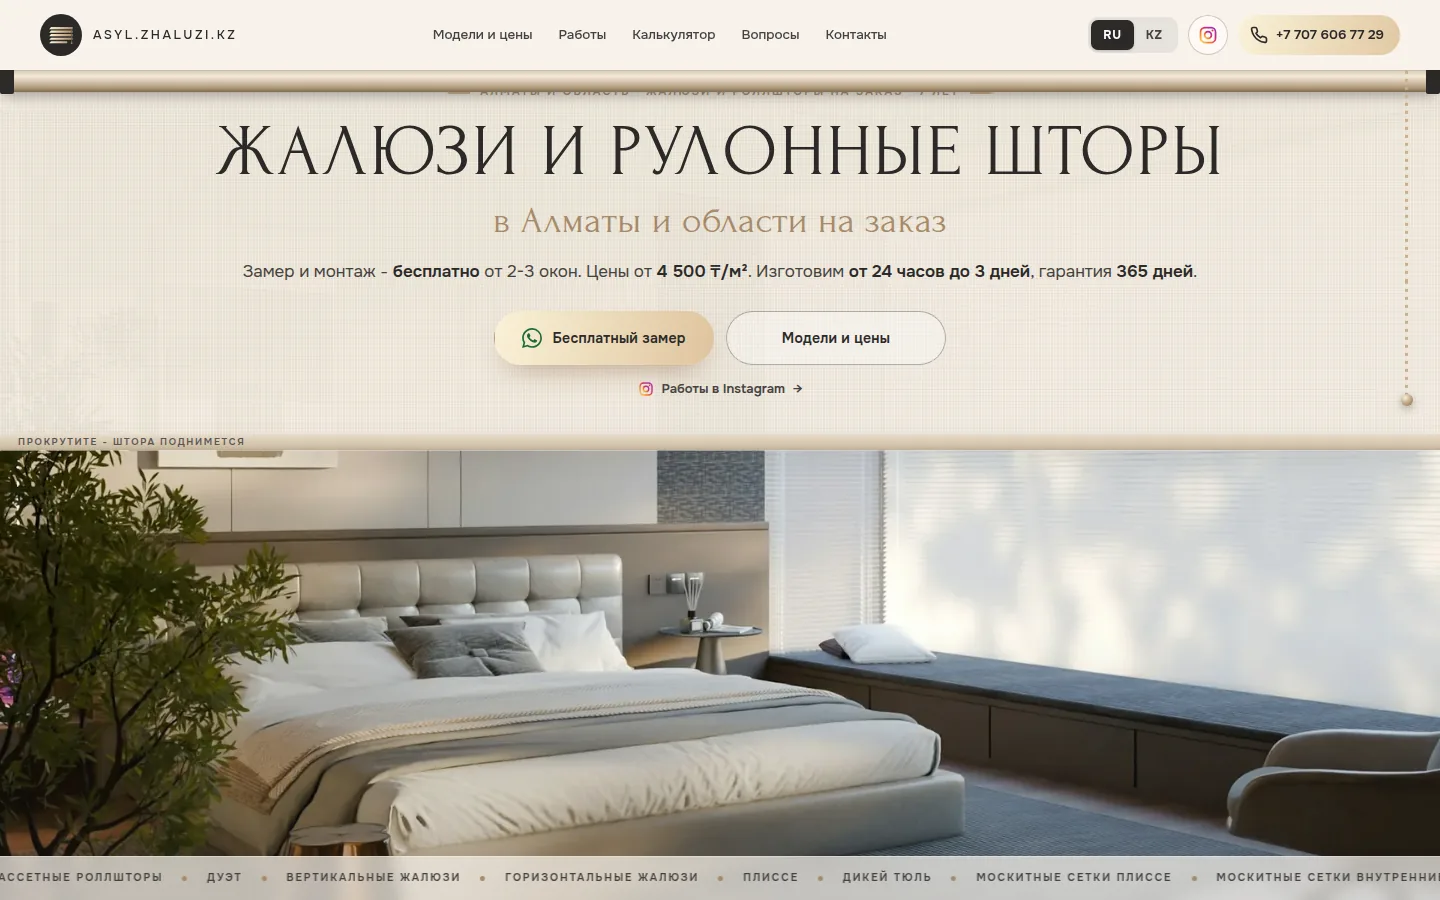 ASYL.ZHALUZI.KZ
Модели и цены
Работы
Калькулятор
Вопросы
Контакты
RU
KZ
+7 707 606 77 29
ЖАЛЮЗИ И РУЛОННЫЕ ШТОРЫ
в Алматы и области на заказ
Замер и монтаж - бесплатно от 2-3 окон. Цены от 4 500 ₸/м². Изготовим от 24 часов до 3 дней, гарантия 365 дней.
Бесплатный замер
Модели и цены
Работы в Instagram →
ПРОКРУТИТЕ - ШТОРА ПОДНИМЕТСЯ
АССЕТНЫЕ РОЛЛШТОРЫ • ДУЭТ • ВЕРТИКАЛЬНЫЕ ЖАЛЮЗИ • ГОРИЗОНТАЛЬНЫЕ ЖАЛЮЗИ • ПЛИССЕ • ДИКЕЙ ТЮЛЬ • МОСКИТНЫЕ СЕТКИ ПЛИССЕ • МОСКИТНЫЕ СЕТКИ ВНУТРЕННИ